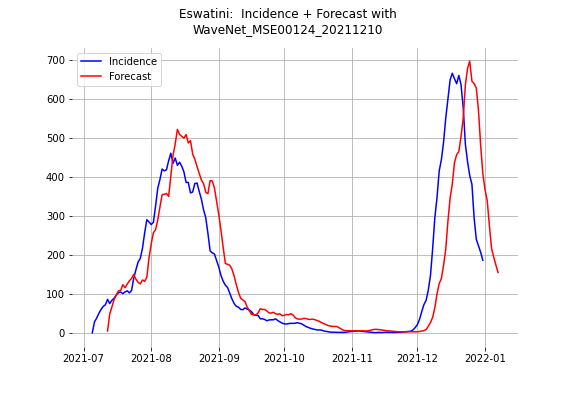 Eswatini:  Incidence + Forecast with
WaveNet_MSE00124_20211210
Incidence
Forecast
700
600
500
400
300
200
100
0
2021-07 2021-08 2021-09 2021-10 2021-11 2021-12 2022-01